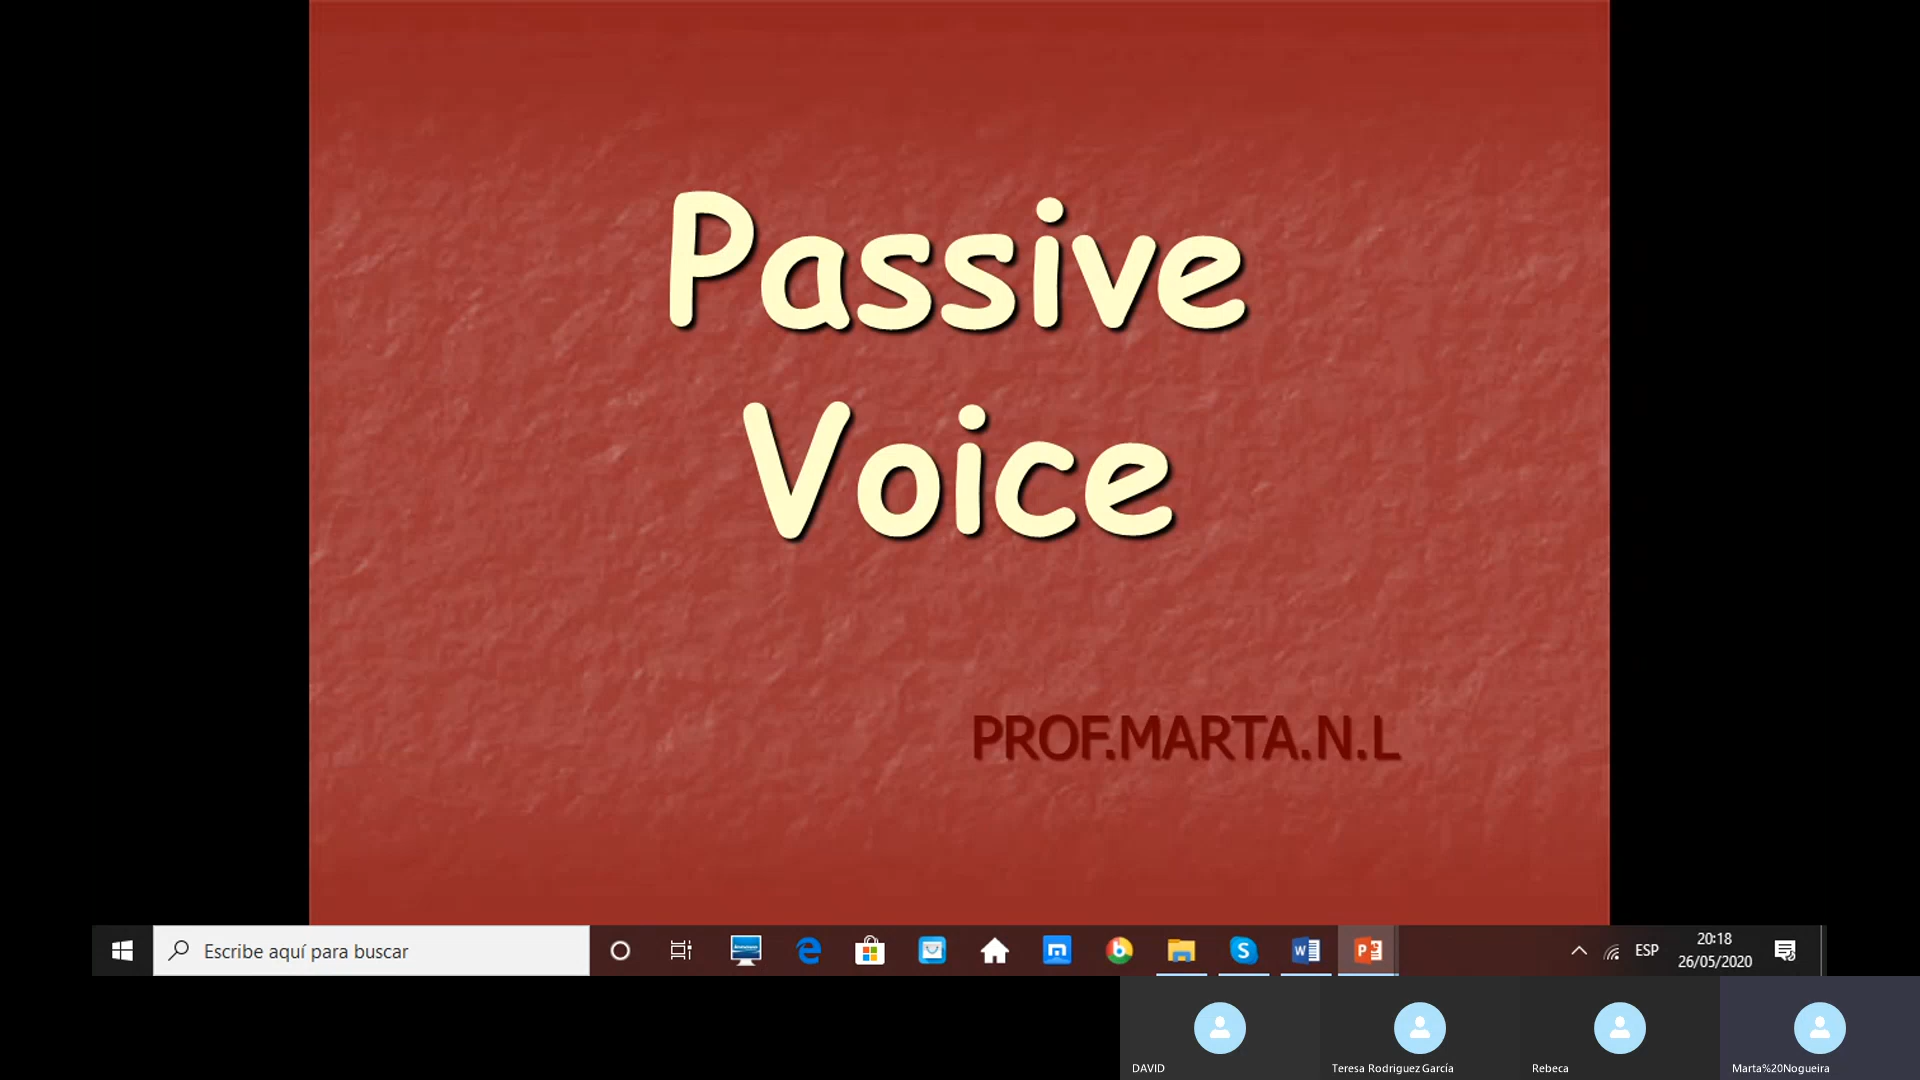 Passive
Voice
PROF.MARTA.N.L
Escribe aquí para buscar
ESP
20:18
26/05/2020
DAVID
Teresa Rodriguez García
Rebeca
Marta%20Nogueira